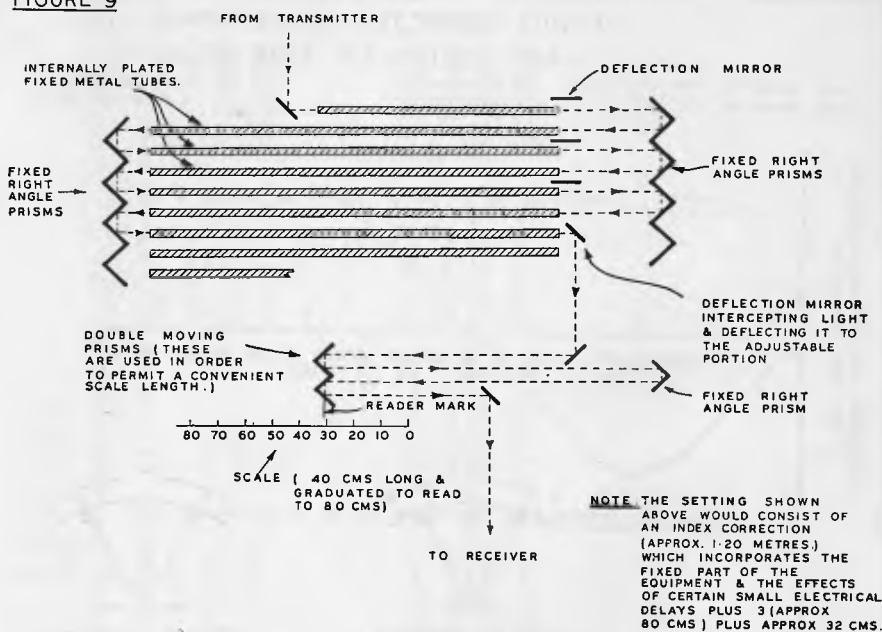 FIGURE 9
FROM TRANSMITTER
INTERNALLY PLATED
FIXED METAL TUBES.
DEFLECTION MIRROR
FIXED
RIGHT
ANGLE
PRISMS
FIXED RIGHT
ANGLE PRISMS
DEFLECTION MIRROR
INTERCEPTING LIGHT
& DEFLECTING IT TO
THE ADJUSTABLE
PORTION
DOUBLE MOVING
PRISMS (THESE
ARE USED IN ORDER
TO PERMIT A CONVENIENT
SCALE LENGTH.)
FIXED RIGHT
ANGLE PRISM
READER MARK
80 70 60 50 40 30 20 10 0
SCALE ( 40 CMS LONG &
GRADUATED TO READ
TO 80 CMS)
TO RECEIVER
NOTE THE SETTING SHOWN
ABOVE WOULD CONSIST OF
AN INDEX CORRECTION
(APPROX. 1·20 METRES.)
WHICH INCORPORATES THE
FIXED PART OF THE
EQUIPMENT & THE EFFECTS
OF CERTAIN SMALL ELECTRICAL
DELAYS PLUS 3 (APPROX
80 CMS ) PLUS APPROX 32 CMS.